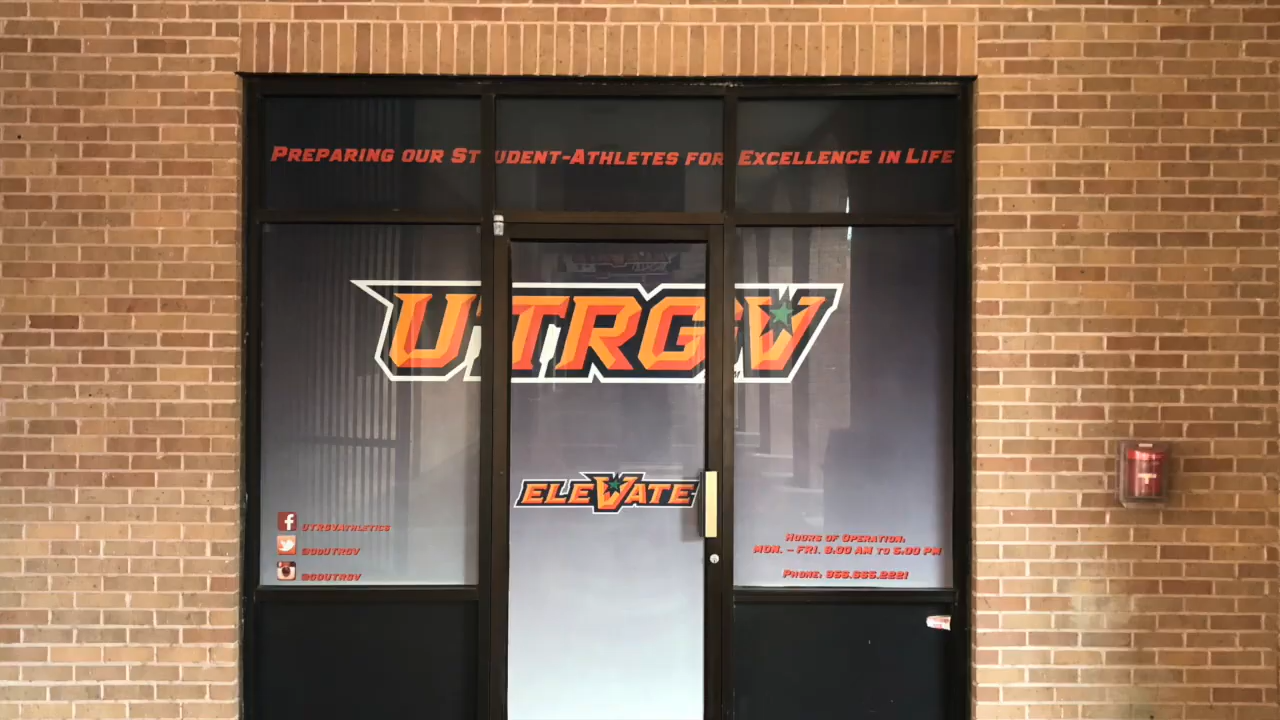 Preparing our Student-Athletes for Excellence in Life
UTRGV
ELEVATE
UTRGVAthletics
@GoUTRGV
@GoUTRGV
Hours of Operation:
Mon. – Fri. 8:00 AM to 5:00 PM
Phone: 956.665.2221